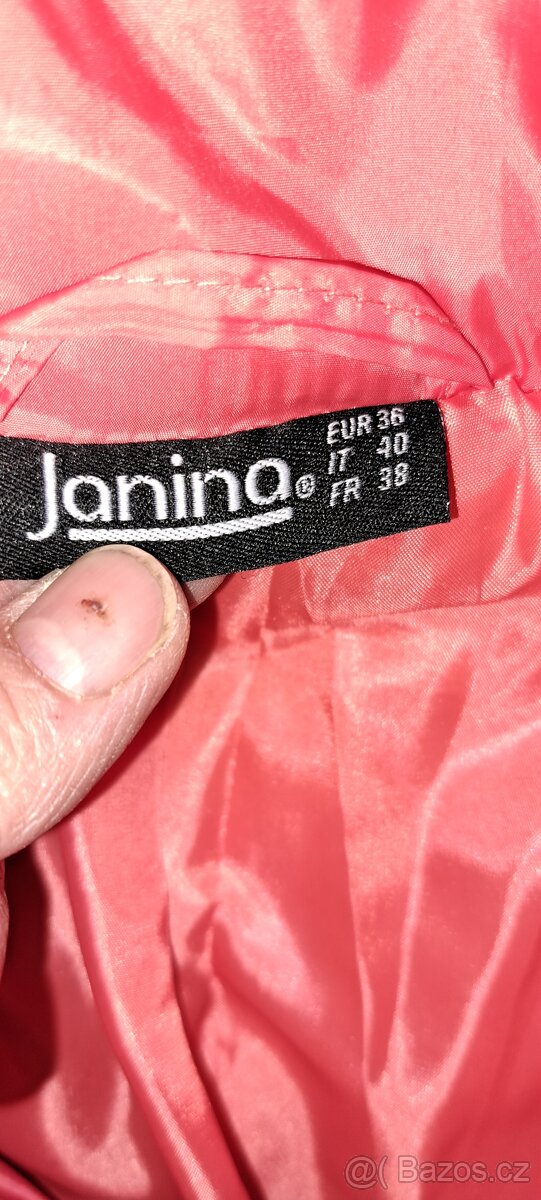 Janina®
EUR 36
IT 40
FR 38
@( Bazos.cz